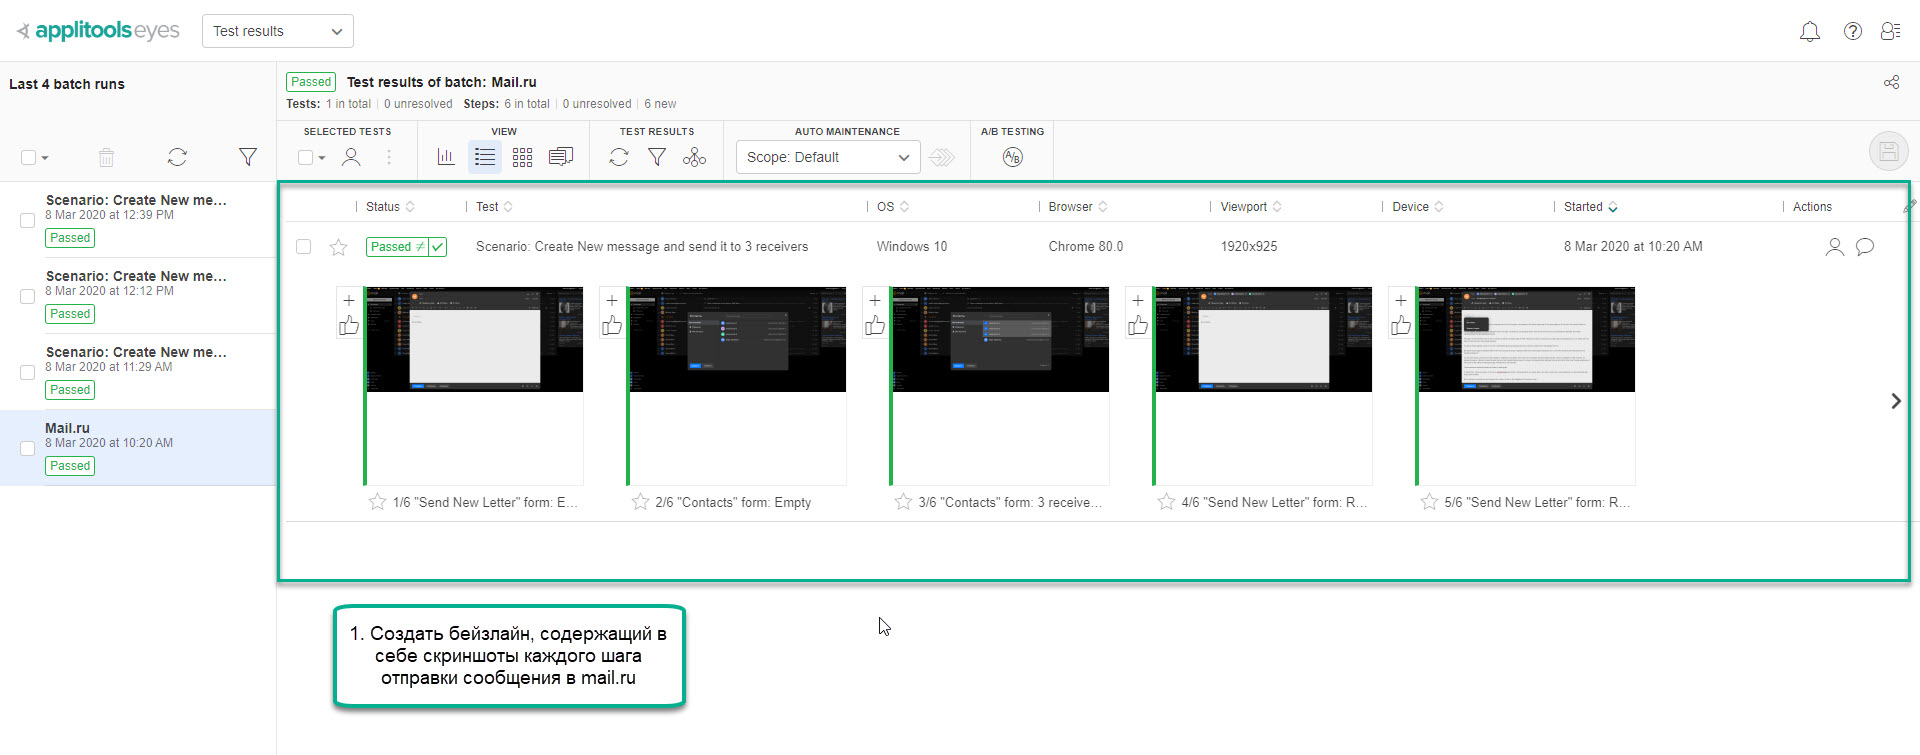 applitools eyes
Test results
Last 4 batch runs
Passed Test results of batch: Mail.ru
Tests: 1 in total | 0 unresolved Steps: 6 in total | 0 unresolved | 6 new
SELECTED TESTS
VIEW
TEST RESULTS
AUTO MAINTENANCE
A/B TESTING
Scope: Default
A/B
Scenario: Create New me...
8 Mar 2020 at 12:39 PM
Passed
Scenario: Create New me...
8 Mar 2020 at 12:12 PM
Passed
Scenario: Create New me...
8 Mar 2020 at 11:29 AM
Passed
Mail.ru
8 Mar 2020 at 10:20 AM
Passed
Status Test OS Browser Viewport Device Started Actions
Passed ≠ Scenario: Create New message and send it to 3 receivers Windows 10 Chrome 80.0 1920x925 8 Mar 2020 at 10:20 AM
1/6 "Send New Letter" form: E...
2/6 "Contacts" form: Empty
3/6 "Contacts" form: 3 receive...
4/6 "Send New Letter" form: R...
5/6 "Send New Letter" form: R...
1. Создать бейзлайн, содержащий в
себе скриншоты каждого шага
отправки сообщения в mail.ru